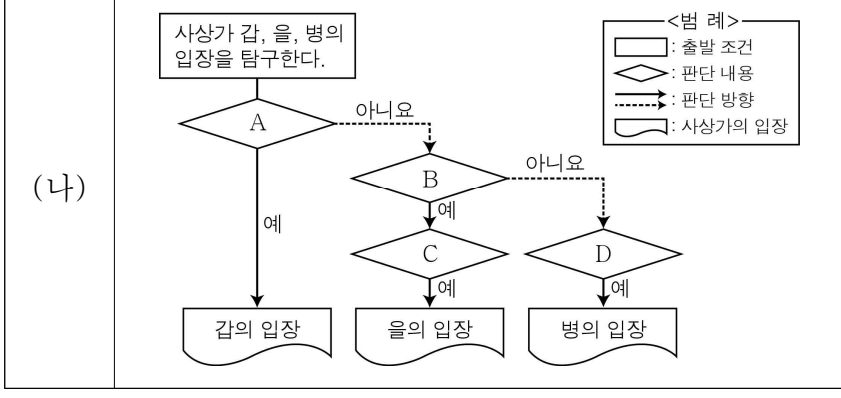 (나)
사상가 갑, 을, 병의
입장을 탐구한다.
<범 례>
: 출발 조건
: 판단 내용
: 판단 방향
: 사상가의 입장
A
아니요
B
아니요
예
예
C
D
예
예
갑의 입장
을의 입장
병의 입장